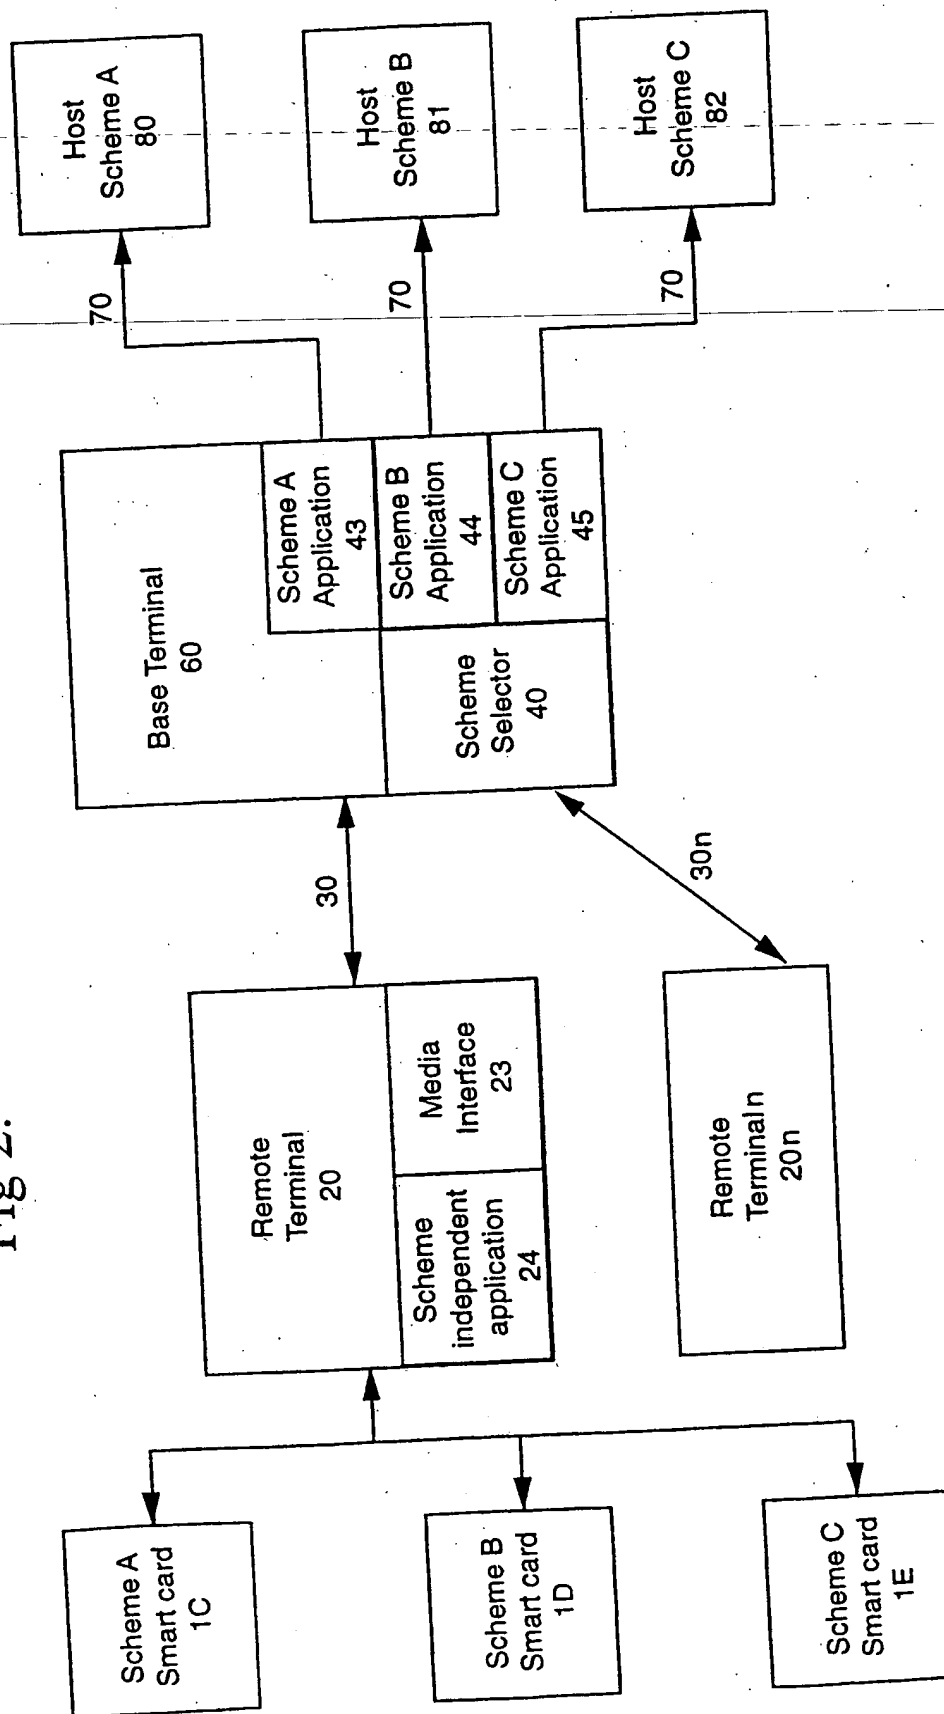 Fig 2.
Scheme A
Smart card
1C
Scheme B
Smart card
1D
Scheme C
Smart card
1E
Remote
Terminal
20
Scheme
independent
application
24
Media
Interface
23
Remote
Terminal n
20n
30
30n
Base Terminal
60
Scheme
Selector
40
Scheme A
Application
43
Scheme B
Application
44
Scheme C
Application
45
70
70
70
Host
Scheme A
80
Host
Scheme B
81
Host
Scheme C
82